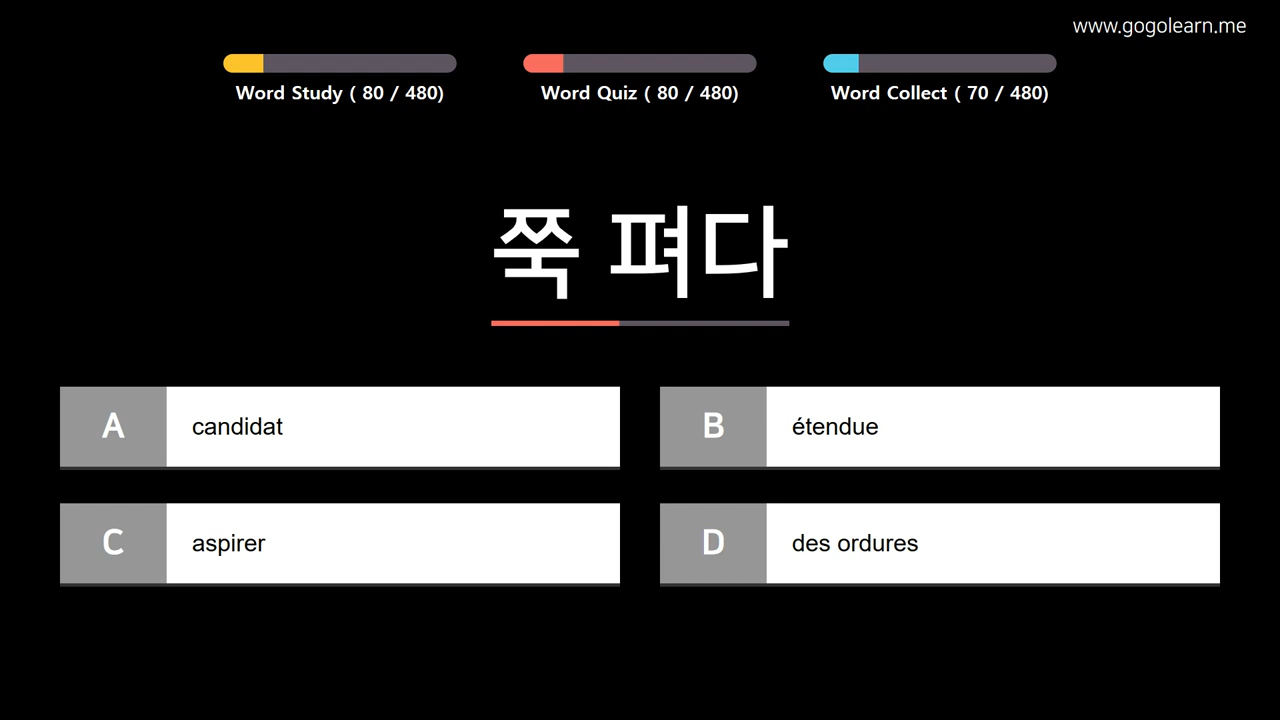 www.gogolearn.me
Word Study ( 80 / 480)
Word Quiz ( 80 / 480)
Word Collect ( 70 / 480)
쭉 펴다
A candidat
B étendue
C aspirer
D des ordures